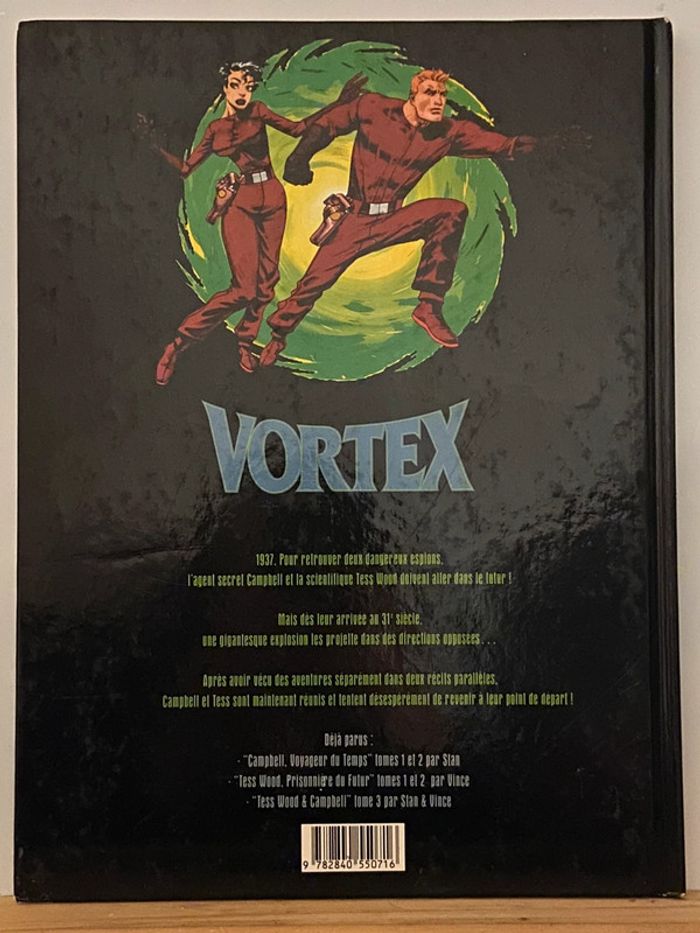 VORTEX
1937. Pour retrouver deux dangereux espions,
l'agent secret Campbell et la scientifique Tess Wood doivent aller dans le futur !
Mais dès leur arrivée au 31e siècle,
une gigantesque explosion les projette dans des directions opposées...
Après avoir vécu des aventures séparément dans deux récits parallèles,
Campbell et Tess sont maintenant réunis et tentent désespérément de revenir à leur point de départ !
Déjà parus :
- "Campbell, Voyageur du Temps" tomes 1 et 2 par Stan
- "Tess Wood, Prisonnière du Futur" tomes 1 et 2 par Vince
- "Tess Wood & Campbell" tome 3 par Stan & Vince
9 782840 550716